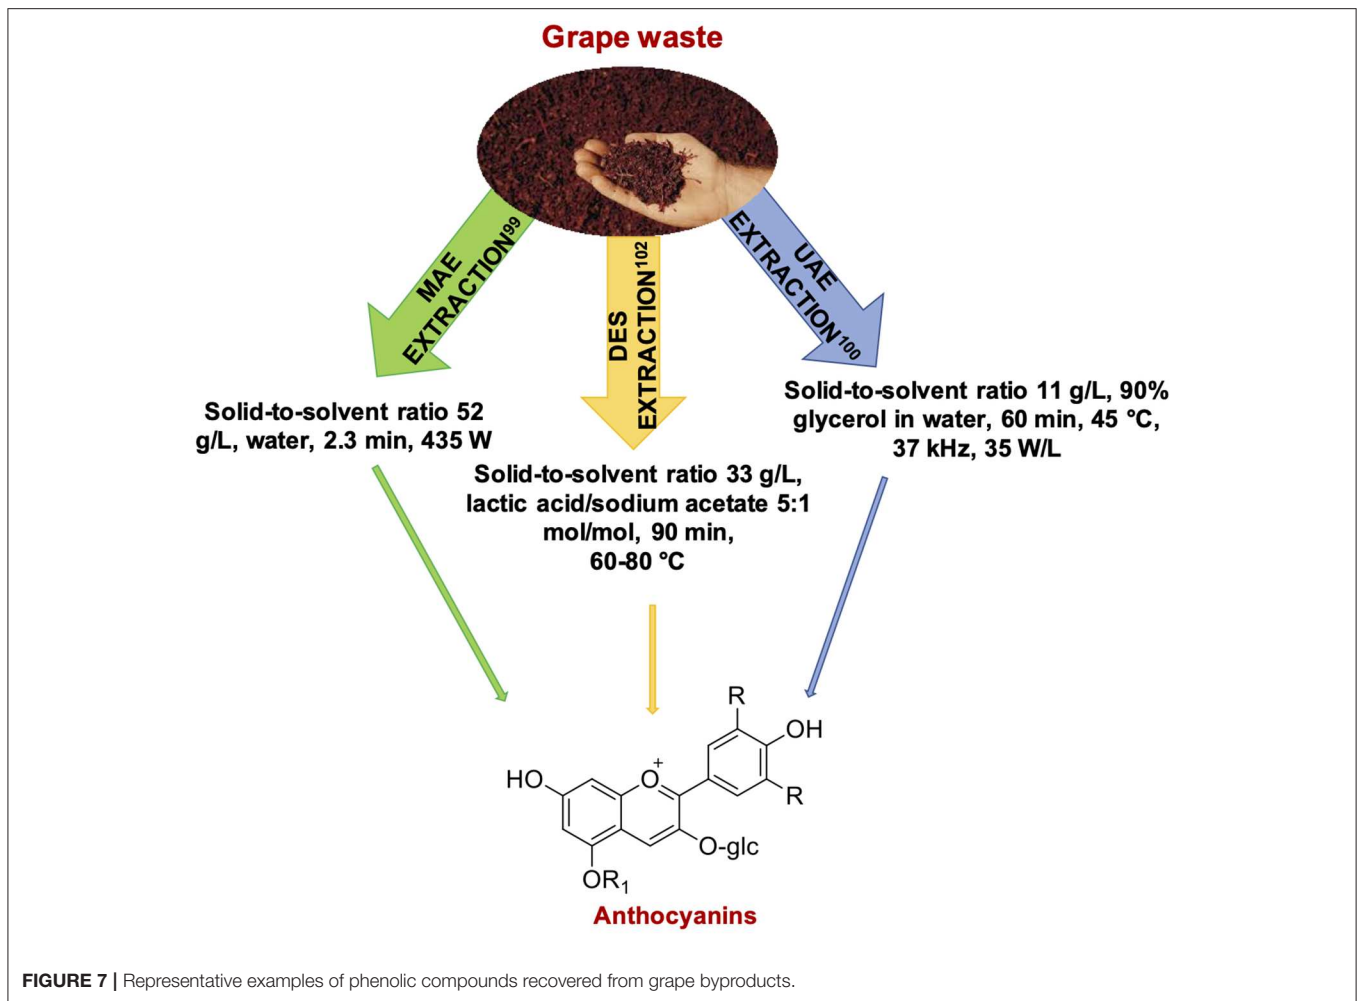 Grape waste
MAE
EXTRACTION99
DES
EXTRACTION102
UAE
EXTRACTION100
Solid-to-solvent ratio 52
g/L, water, 2.3 min, 435 W
Solid-to-solvent ratio 33 g/L,
lactic acid/sodium acetate 5:1
mol/mol, 90 min,
60-80 °C
Solid-to-solvent ratio 11 g/L, 90%
glycerol in water, 60 min, 45 °C,
37 kHz, 35 W/L
R
OH
HO
O+
R
O-glc
OR1
Anthocyanins
FIGURE 7 | Representative examples of phenolic compounds recovered from grape byproducts.